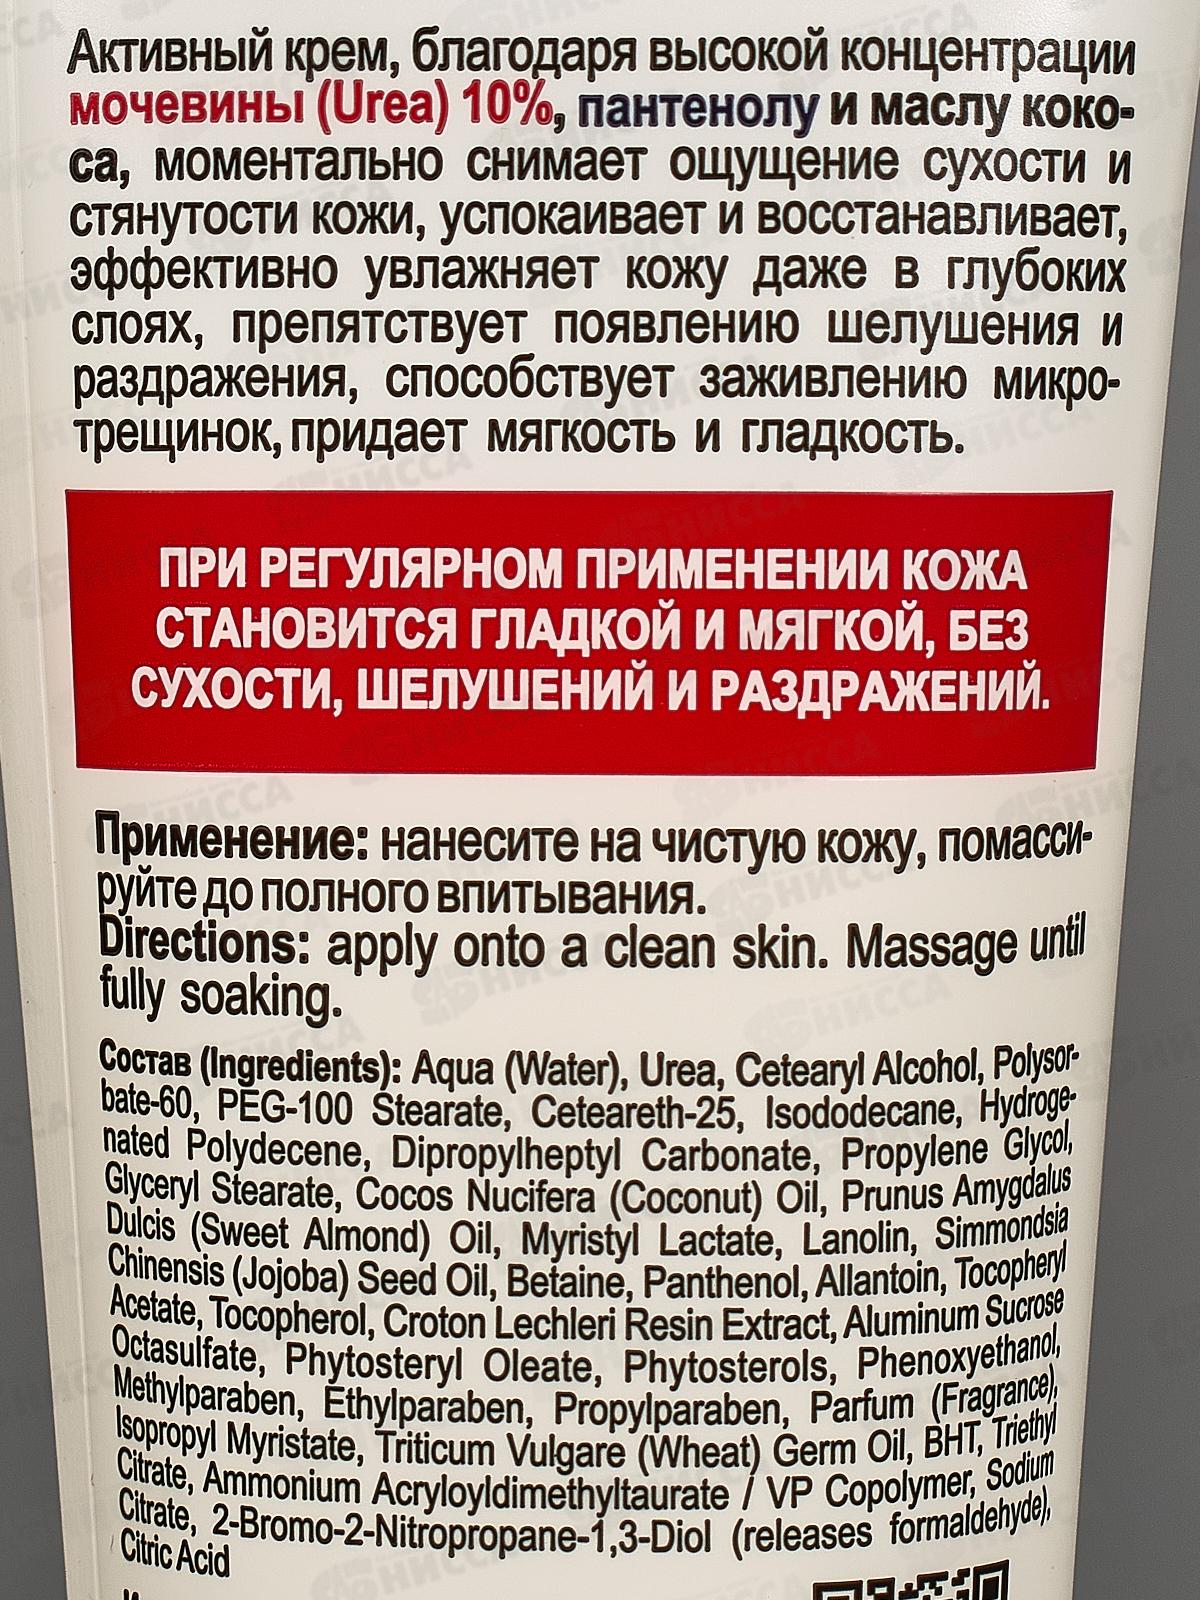 Активный крем, благодаря высокой концентрации
мочевины (Urea) 10%, пантенолу и маслу коко-
са, моментально снимает ощущение сухости и
стянутости кожи, успокаивает и восстанавливает,
эффективно увлажняет кожу даже в глубоких
слоях, препятствует появлению шелушения и
раздражения, способствует заживлению микро-
трещинок, придает мягкость и гладкость.
ПРИ РЕГУЛЯРНОМ ПРИМЕНЕНИИ КОЖА
СТАНОВИТСЯ ГЛАДКОЙ И МЯГКОЙ, БЕЗ
СУХОСТИ, ШЕЛУШЕНИЙ И РАЗДРАЖЕНИЙ.
Применение: нанесите на чистую кожу, помасси-
руйте до полного впитывания.
Directions: apply onto a clean skin. Massage until
fully soaking.
Состав (Ingredients): Aqua (Water), Urea, Cetearyl Alcohol, Polysor-
bate-60, PEG-100 Stearate, Ceteareth-25, Isododecane, Hydroge-
nated Polydecene, Dipropylheptyl Carbonate, Propylene Glycol,
Glyceryl Stearate, Cocos Nucifera (Coconut) Oil, Prunus Amygdalus
Dulcis (Sweet Almond) Oil, Myristyl Lactate, Lanolin, Simmondsia
Chinensis (Jojoba) Seed Oil, Betaine, Panthenol, Allantoin, Tocopheryl
Acetate, Tocopherol, Croton Lechleri Resin Extract, Aluminum Sucrose
Octasulfate, Phytosteryl Oleate, Phytosterols, Phenoxyethanol,
Methylparaben, Ethylparaben, Propylparaben, Parfum (Fragrance),
Isopropyl Myristate, Triticum Vulgare (Wheat) Germ Oil, BHT, Triethyl
Citrate, Ammonium Acryloyldimethyltaurate / VP Copolymer, Sodium
Citrate, 2-Bromo-2-Nitropropane-1,3-Diol (releases formaldehyde),
Citric Acid